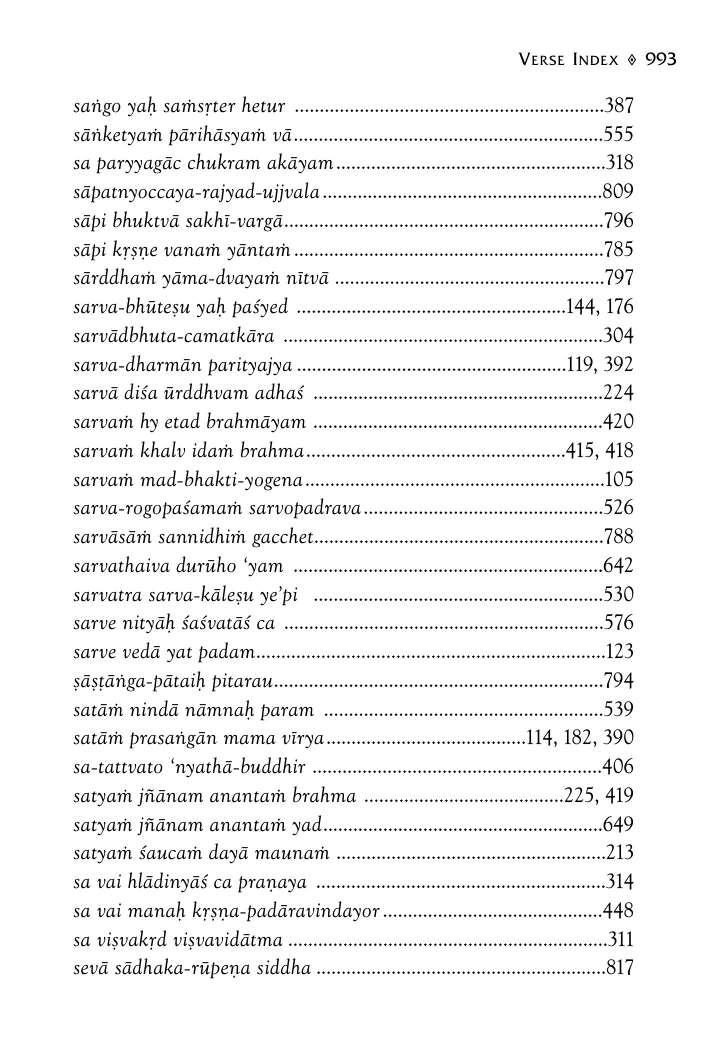 VERSE INDEX ◊ 993
saṅgo yaḥ saṁsṛter hetur ........................................................387
sāṅketyaṁ pārihāsyaṁ vā........................................................555
sa paryyagāc chukram akāyam.................................................318
sāpatnyoccaya-rajyad-ujjvala...................................................809
sāpi bhuktvā sakhī-vargā..........................................................796
sāpi kṛṣṇe vanaṁ yāntaṁ........................................................785
sārddhaṁ yāma-dvayaṁ nītvā .................................................797
sarva-bhūteṣu yaḥ paśyed .................................................144, 176
sarvādbhuta-camatkāra ..........................................................304
sarva-dharmān parityajya .................................................119, 392
sarvā diśa ūrddhvam adhaś .....................................................224
sarvaṁ hy etad brahmāyam .....................................................420
sarvaṁ khalv idaṁ brahma...............................................415, 418
sarvaṁ mad-bhakti-yogena.......................................................105
sarva-rogopaśamaṁ sarvopadrava............................................526
sarvāsāṁ sannidhiṁ gacchet.....................................................788
sarvathaiva durūho ‘yam .........................................................642
sarvatra sarva-kāleṣu ye’pi .....................................................530
sarve nityāḥ śaśvatāś ca ..........................................................576
sarve vedā yat padam................................................................123
ṣāṣṭāṅga-pātaiḥ pitarau............................................................794
satāṁ nindā nāmnaḥ param ...................................................539
satāṁ prasaṅgān mama vīrya....................................114, 182, 390
sa-tattvato ‘nyathā-buddhir .....................................................406
satyaṁ jñānam anantaṁ brahma .....................................225, 419
satyaṁ jñānam anantaṁ yad...................................................649
satyaṁ śaucaṁ dayā maunaṁ .................................................213
sa vai hlādinyāś ca praṇaya .....................................................314
sa vai manaḥ kṛṣṇa-padāravindayor........................................448
sa viṣvakṛd viṣvavidātma ..........................................................311
sevā sādhaka-rūpeṇa siddha .....................................................817